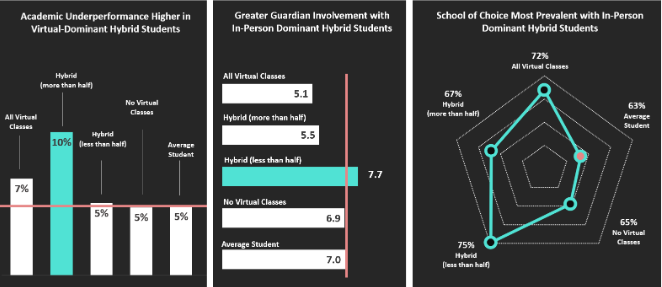 Academic Underperformance Higher in
Virtual-Dominant Hybrid Students
Hybrid
(more than half)
All Virtual
Classes
No Virtual
Classes
Hybrid
(less than half)
Average
Student
7%
10%
5%
5%
5%
Greater Guardian Involvement with
In-Person Dominant Hybrid Students
All Virtual Classes
5.1
Hybrid (more than half)
5.5
Hybrid (less than half)
7.7
No Virtual Classes
6.9
Average Student
7.0
School of Choice Most Prevalent with In-Person
Dominant Hybrid Students
72%
All Virtual Classes
67%
Hybrid
(more than half)
63%
Average
Student
65%
No Virtual
Classes
75%
Hybrid
(less than half)